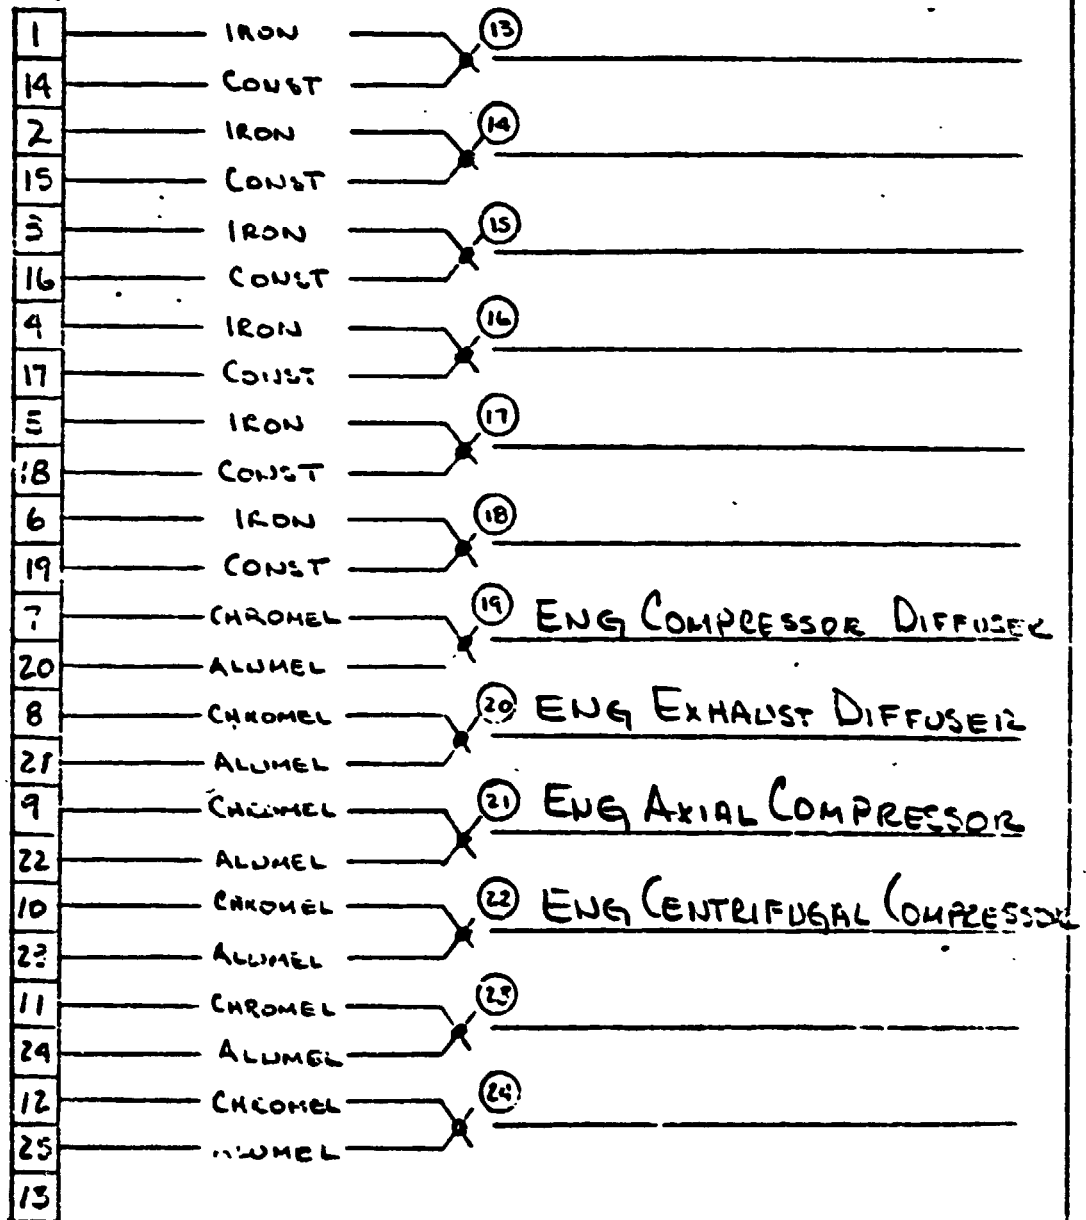 1 IRON 13
14 CONST
2 IRON 14
15 CONST
3 IRON 15
16 CONST
4 IRON 16
17 CONST
5 IRON 17
18 CONST
6 IRON 18
19 CONST
7 CHROMEL 19 ENG COMPRESSOR DIFFUSER
20 ALUMEL
8 CHROMEL 20 ENG EXHAUST DIFFUSER
21 ALUMEL
9 CHROMEL 21 ENG AXIAL COMPRESSOR
22 ALUMEL
10 CHROMEL 22 ENG CENTRIFUGAL COMPRESSOR
23 ALUMEL
11 CHROMEL 23
24 ALUMEL
12 CHROMEL 24
25 ALUMEL
13